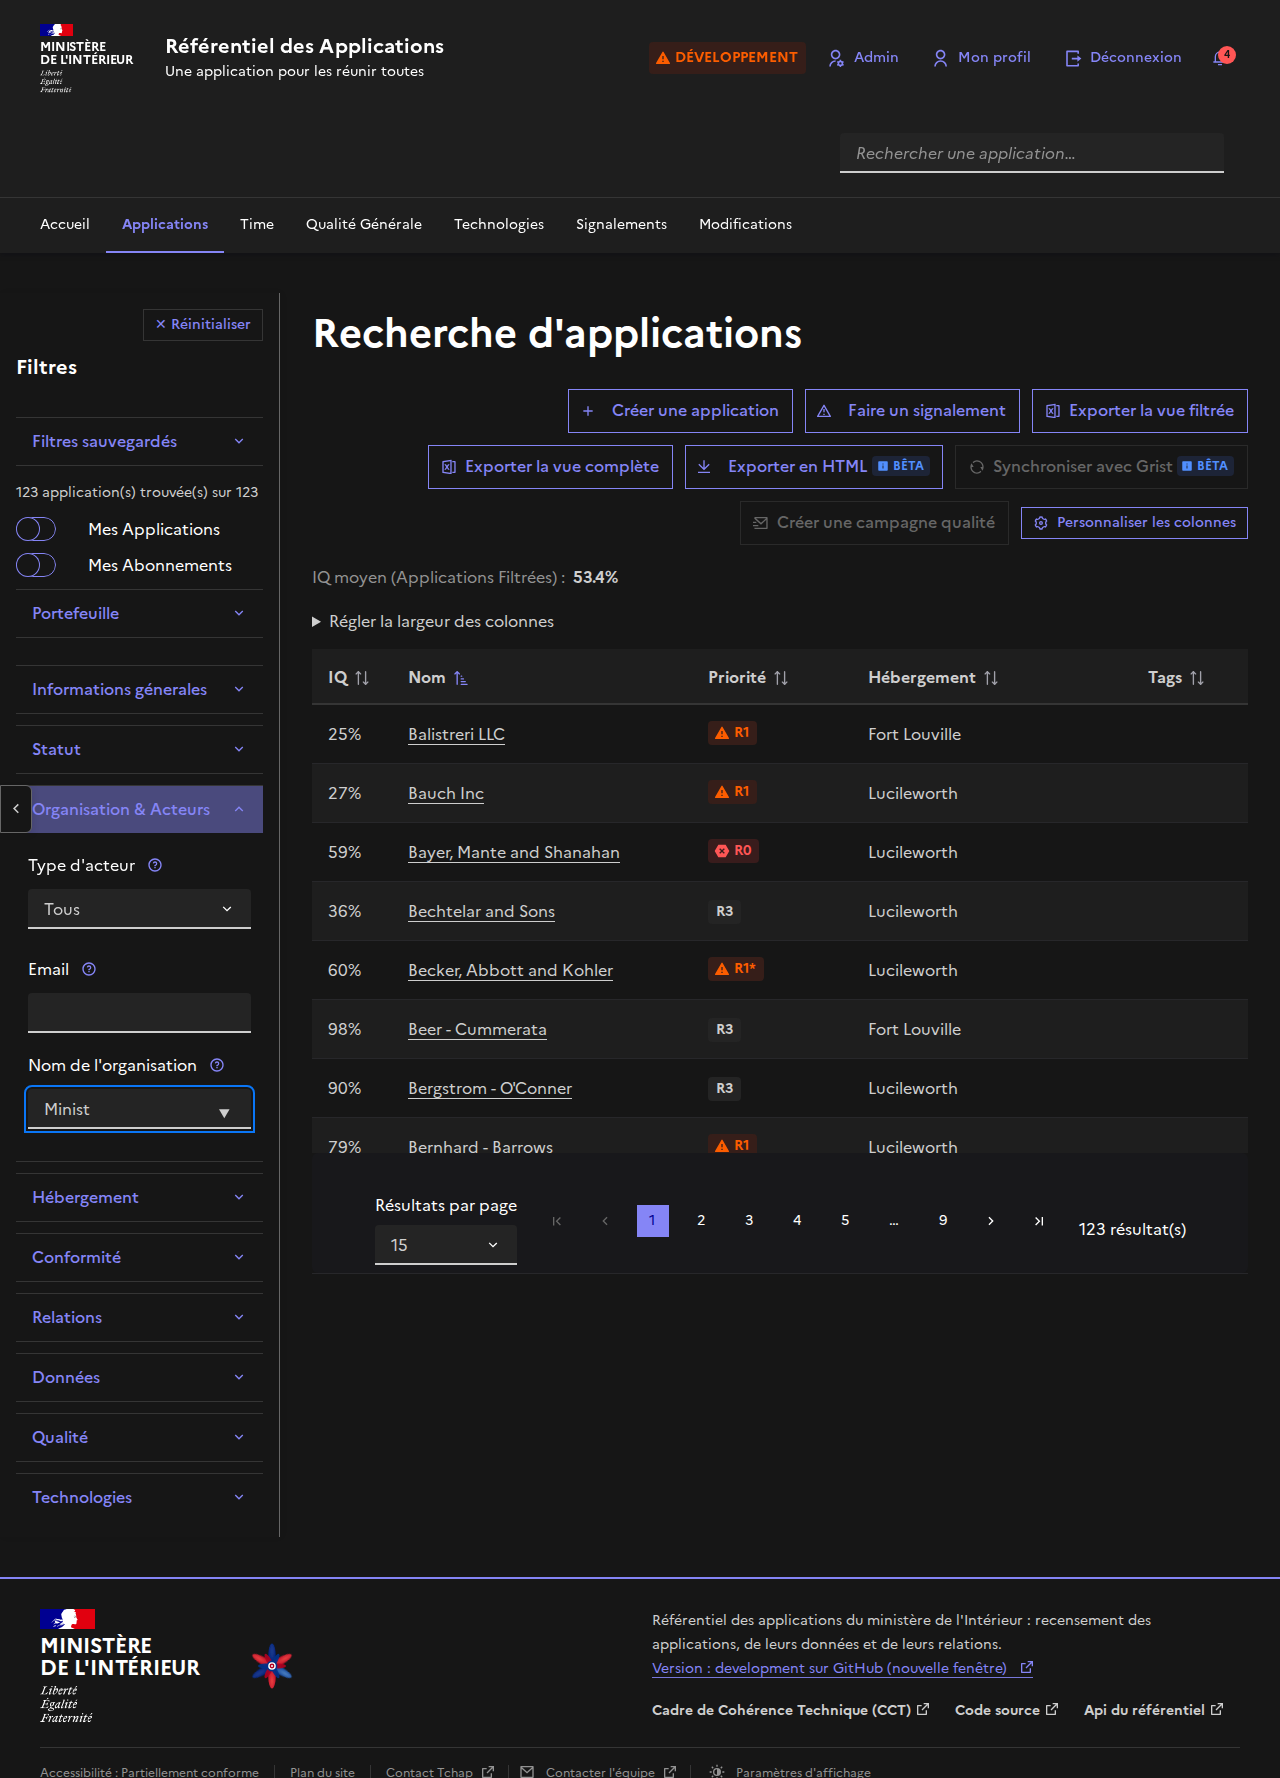 MINISTÈRE
DE L'INTÉRIEUR
Liberté
Égalité
Fraternité
Référentiel des Applications
Une application pour les réunir toutes
DÉVELOPPEMENT
Admin
Mon profil
Déconnexion
4
Rechercher une application…
Accueil
Applications
Time
Qualité Générale
Technologies
Signalements
Modifications
Réinitialiser
Filtres
Filtres sauvegardés
123 application(s) trouvée(s) sur 123
Mes Applications
Mes Abonnements
Portefeuille
Informations génerales
Statut
Organisation & Acteurs
Type d'acteur
Tous
Email
Nom de l'organisation
Minist
Hébergement
Conformité
Relations
Données
Qualité
Technologies
Recherche d'applications
Créer une application
Faire un signalement
Exporter la vue filtrée
Exporter la vue complète
Exporter en HTML BÊTA
Synchroniser avec Grist BÊTA
Créer une campagne qualité
Personnaliser les colonnes
IQ moyen (Applications Filtrées) : 53.4%
Régler la largeur des colonnes
IQ Nom Priorité Hébergement Tags
25% Balistreri LLC R1 Fort Louville
27% Bauch Inc R1 Lucileworth
59% Bayer, Mante and Shanahan R0 Lucileworth
36% Bechtelar and Sons R3 Lucileworth
60% Becker, Abbott and Kohler R1* Lucileworth
98% Beer - Cummerata R3 Fort Louville
90% Bergstrom - O'Conner R3 Lucileworth
79% Bernhard - Barrows R1 Lucileworth
Résultats par page
15
1 2 3 4 5 … 9
123 résultat(s)
MINISTÈRE
DE L'INTÉRIEUR
Liberté
Égalité
Fraternité
Référentiel des applications du ministère de l'Intérieur : recensement des
applications, de leurs données et de leurs relations.
Version : development sur GitHub (nouvelle fenêtre)
Cadre de Cohérence Technique (CCT)
Code source
Api du référentiel
Accessibilité : Partiellement conforme
Plan du site
Contact Tchap
Contacter l'équipe
Paramètres d'affichage